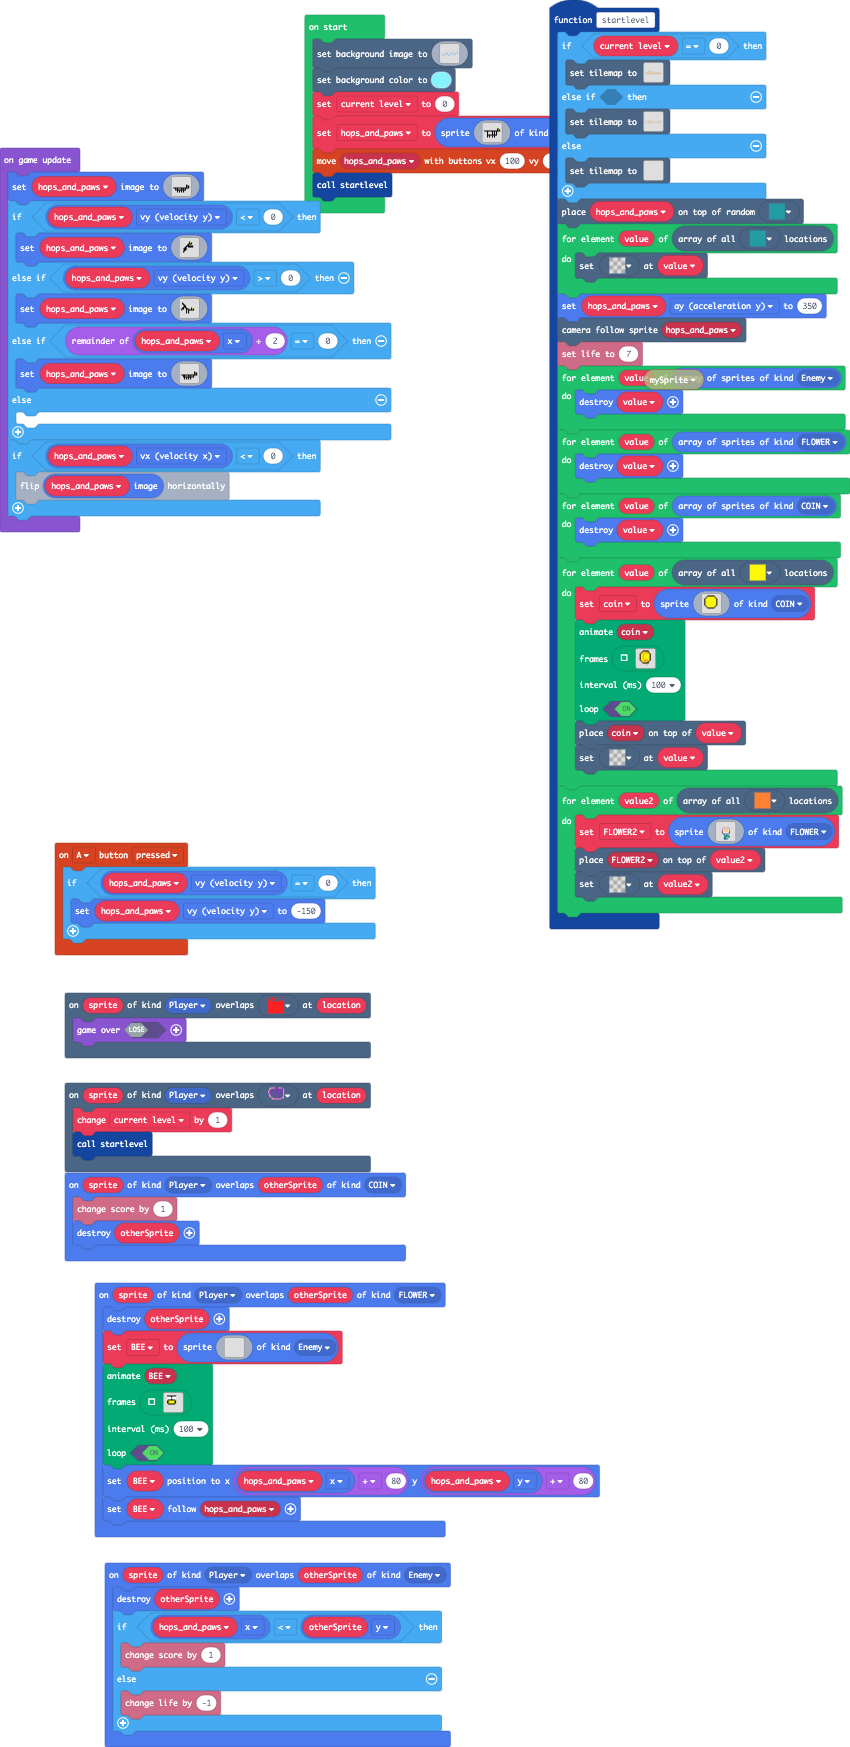 on start
set background image to
set background color to
set current level to 0
set hops_and_paws to sprite of kind
move hops_and_paws with buttons vx 100 vy
call startlevel
on game update
set hops_and_paws image to
if hops_and_paws vy (velocity y) < 0 then
set hops_and_paws image to
else if hops_and_paws vy (velocity y) > 0 then
set hops_and_paws image to
else if remainder of hops_and_paws x ÷ 2 = 0 then
set hops_and_paws image to
else
if hops_and_paws vx (velocity x) < 0 then
flip hops_and_paws image horizontally
function startlevel
if current level = 0 then
set tilemap to
else if then
set tilemap to
else
set tilemap to
place hops_and_paws on top of random
for element value of array of all locations
do set at value
set hops_and_paws ay (acceleration y) to 350
camera follow sprite hops_and_paws
set life to 7
for element mySprite of sprites of kind Enemy
do destroy value
for element value of array of sprites of kind FLOWER
do destroy value
for element value of array of sprites of kind COIN
do destroy value
for element value of array of all locations
do set coin to sprite of kind COIN
animate coin
frames
interval (ms) 100
loop ON
place coin on top of value
set at value
for element value2 of array of all locations
do set FLOWER2 to sprite of kind FLOWER
place FLOWER2 on top of value2
set at value2
on A button pressed
if hops_and_paws vy (velocity y) = 0 then
set hops_and_paws vy (velocity y) to -150
on sprite of kind Player overlaps at location
game over LOSE
on sprite of kind Player overlaps at location
change current level by 1
call startlevel
on sprite of kind Player overlaps otherSprite of kind COIN
change score by 1
destroy otherSprite
on sprite of kind Player overlaps otherSprite of kind FLOWER
destroy otherSprite
set BEE to sprite of kind Enemy
animate BEE
frames
interval (ms) 100
loop ON
set BEE position to x hops_and_paws x + 80 y hops_and_paws y + 80
set BEE follow hops_and_paws
on sprite of kind Player overlaps otherSprite of kind Enemy
destroy otherSprite
if hops_and_paws x < otherSprite y then
change score by 1
else
change life by -1